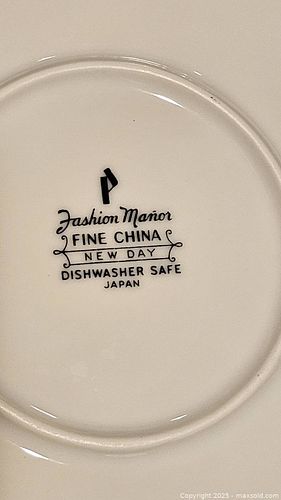 P
Fashion Manor
FINE CHINA
NEW DAY
DISHWASHER SAFE
JAPAN
Copyright 2023 - maxsold.com